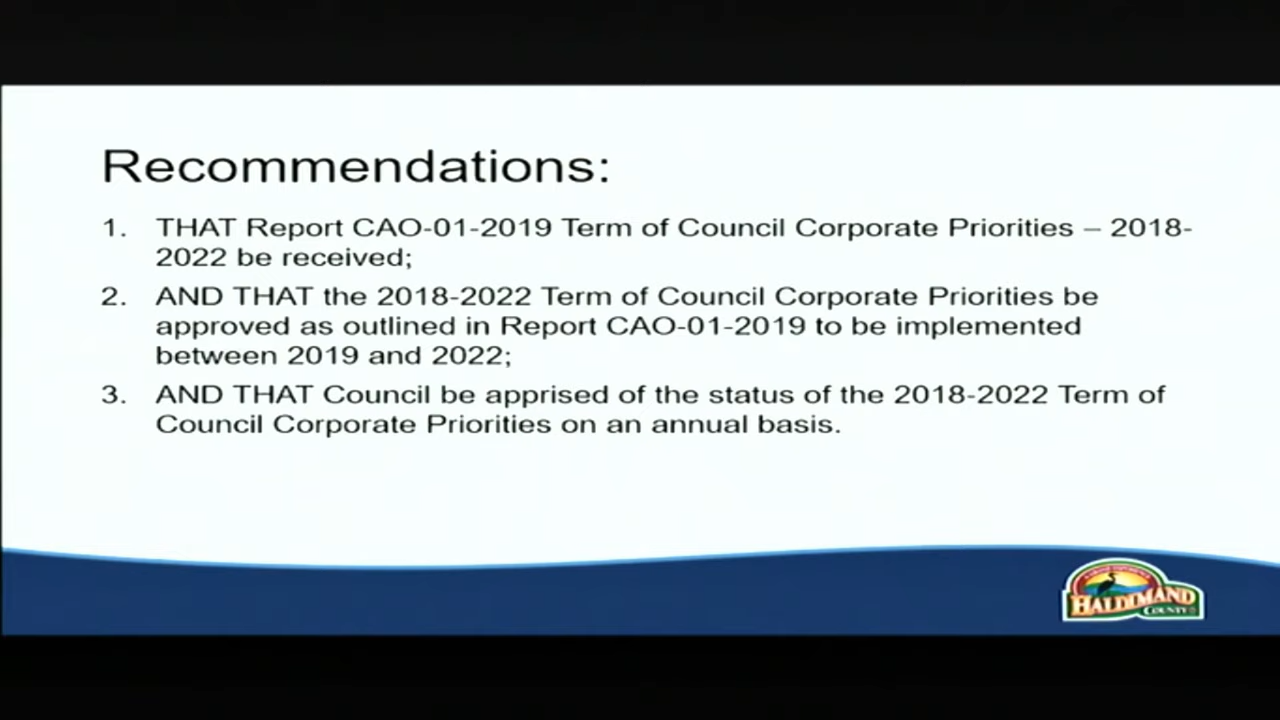 Recommendations:
1. THAT Report CAO-01-2019 Term of Council Corporate Priorities – 2018-
2022 be received;
2. AND THAT the 2018-2022 Term of Council Corporate Priorities be
approved as outlined in Report CAO-01-2019 to be implemented
between 2019 and 2022;
3. AND THAT Council be apprised of the status of the 2018-2022 Term of
Council Corporate Priorities on an annual basis.
HALDIMAND
COUNTY